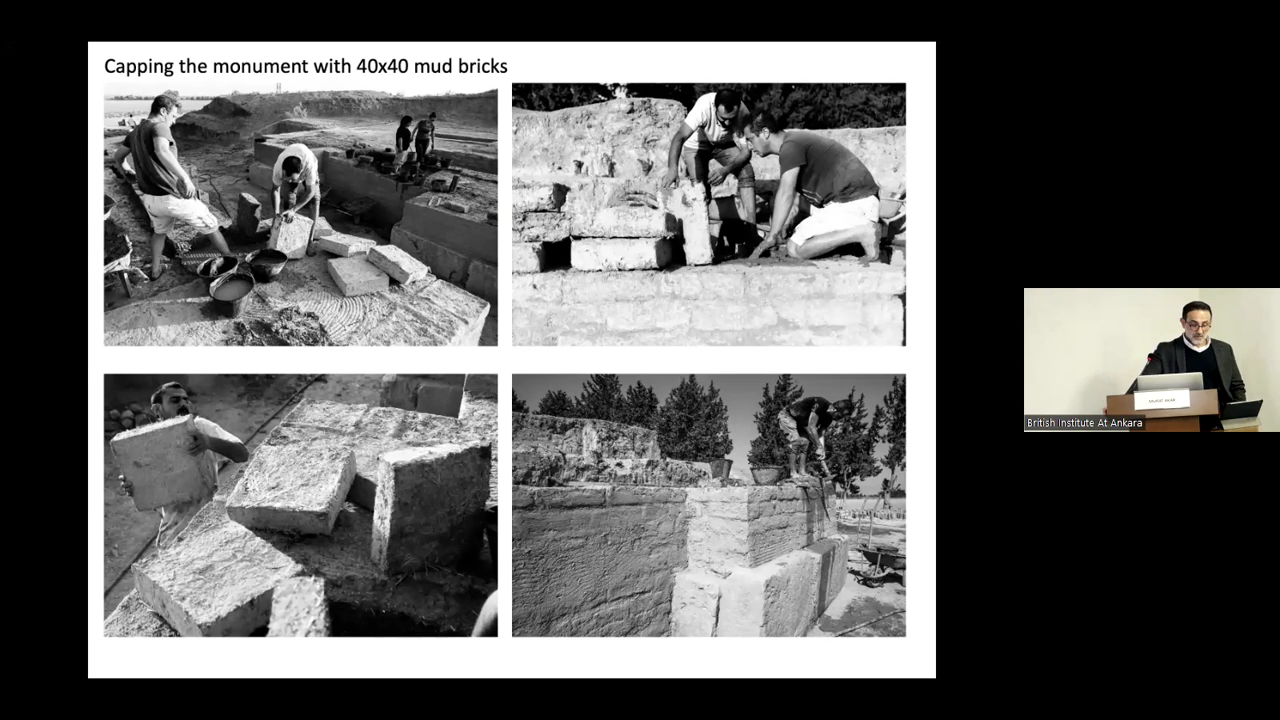 Capping the monument with 40x40 mud bricks
British Institute At Ankara